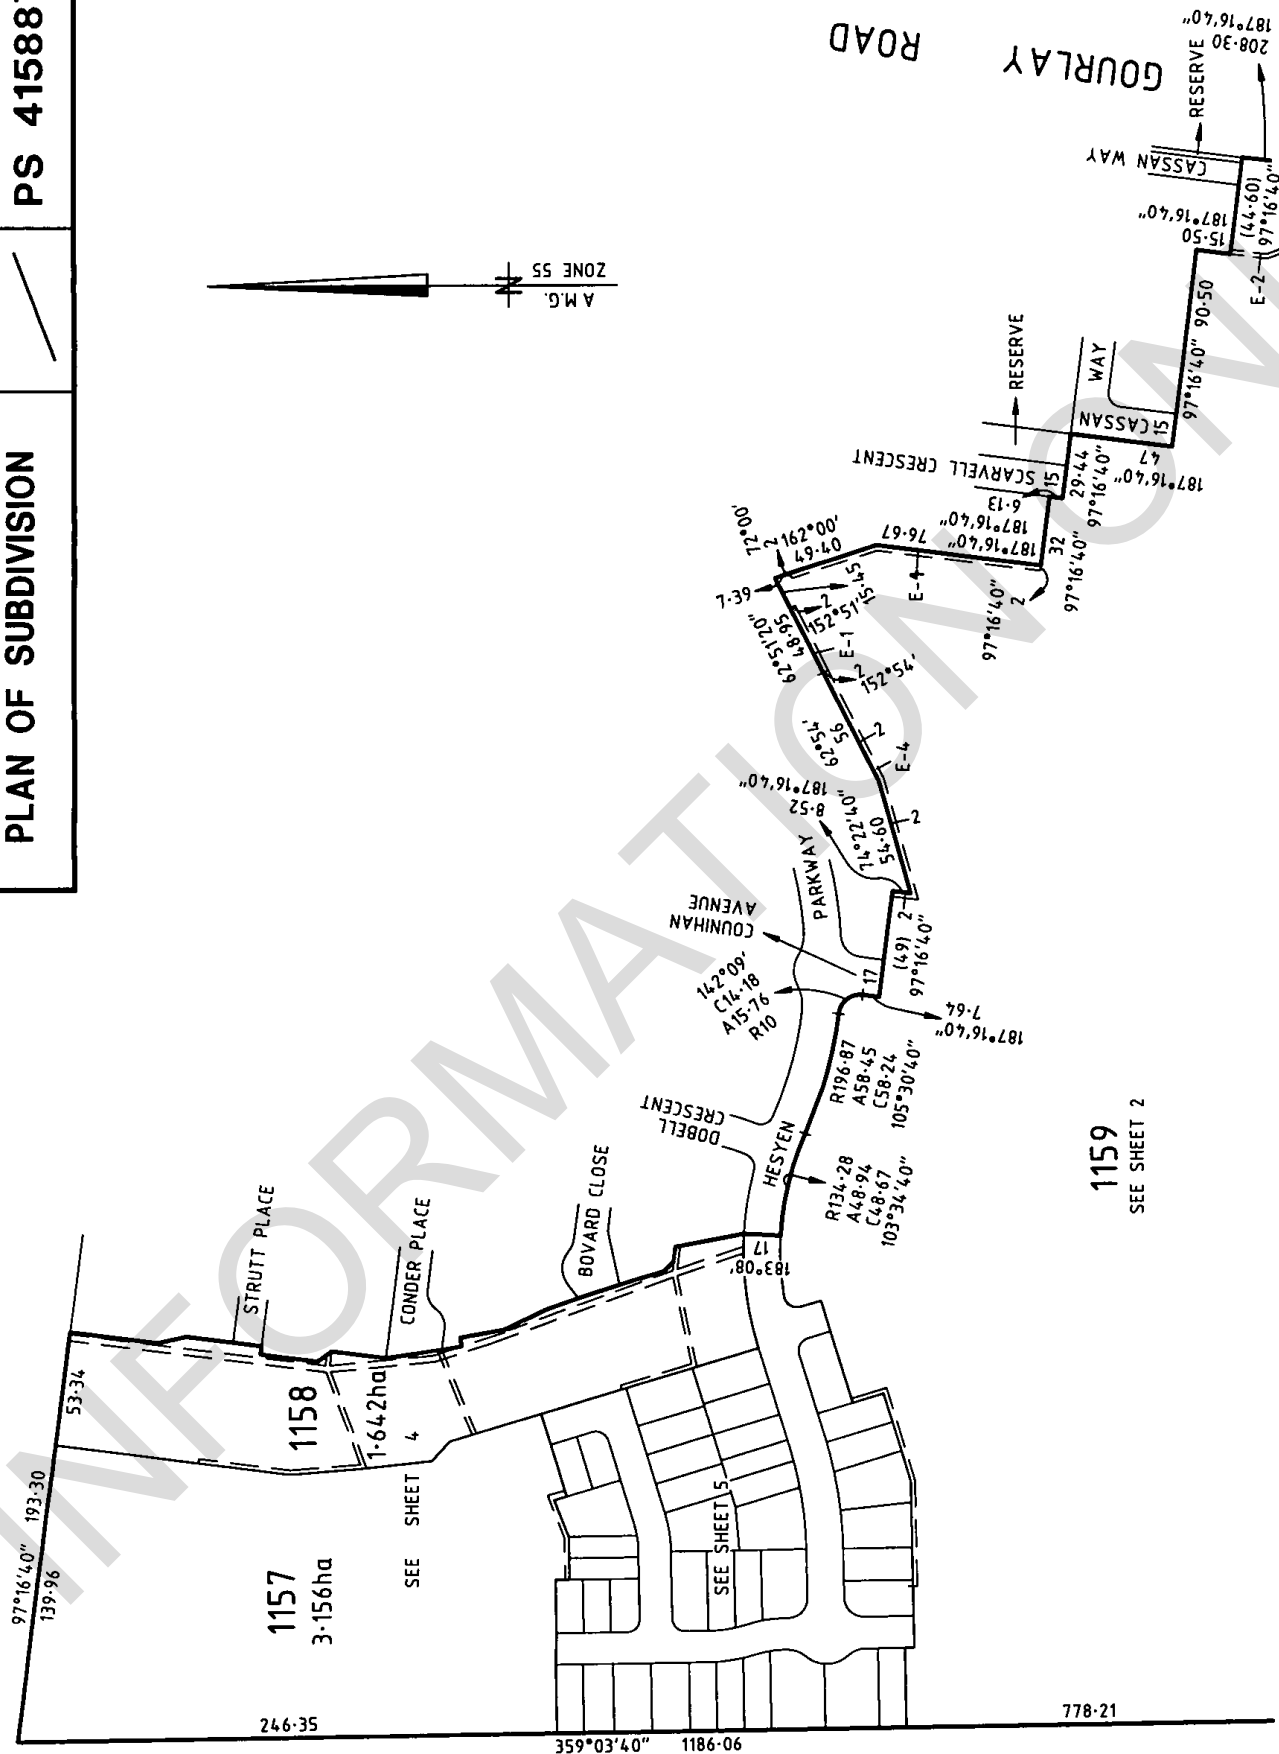 PLAN OF SUBDIVISION
PS 41588
A.M.G.
ZONE 55
N
GOURLAY ROAD
208·30
187°16'40"
RESERVE
CASSAN WAY
15·50
187°16'40"
(44·60)
97°16'40"
E-2
97°16'40" 90·50
RESERVE
CASSAN
WAY
15
47
187°16'40"
SCARVELL CRESCENT
15
29·44
97°16'40"
6·13
187°16'40"
187°16'40"
32
97°16'40"
97°16'40"
2
76·67
E-4
72°00'
2
162°00'
49·40
7·39
15·45
152°51'
2
62°51'20"
48·95
E-1
2
152°54'
62°54'
56
2
E-4
74°22'40"
54·60
2
8·52
187°16'40"
PARKWAY
COUNIHAN
AVENUE
17
(49)
97°16'40"
2
142°09'
C14·18
A15·76
R10
7·64
187°16'40"
R196·87
A58·45
C58·24
105°30'40"
DOBELL
CRESCENT
HESYEN
R134·28
A48·94
C48·67
103°34'40"
17
183°08'
1159
SEE SHEET 2
BOVARD CLOSE
CONDER PLACE
STRUTT PLACE
53·34
1158
1·642ha
SEE SHEET 4
97°16'40" 193·30
139·96
1157
3·156ha
SEE SHEET 5
246·35
359°03'40" 1186·06
778·21
INFORMATION ON